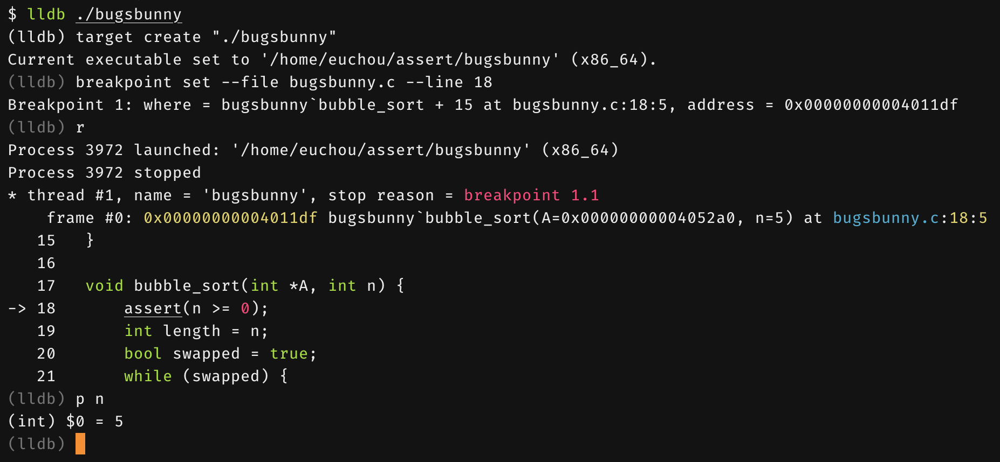 $ lldb ./bugsbunny
(lldb) target create "./bugsbunny"
Current executable set to '/home/euchou/assert/bugsbunny' (x86_64).
(lldb) breakpoint set --file bugsbunny.c --line 18
Breakpoint 1: where = bugsbunny`bubble_sort + 15 at bugsbunny.c:18:5, address = 0x00000000004011df
(lldb) r
Process 3972 launched: '/home/euchou/assert/bugsbunny' (x86_64)
Process 3972 stopped
* thread #1, name = 'bugsbunny', stop reason = breakpoint 1.1
    frame #0: 0x00000000004011df bugsbunny`bubble_sort(A=0x00000000004052a0, n=5) at bugsbunny.c:18:5
   15   }
   16
   17   void bubble_sort(int *A, int n) {
-> 18       assert(n >= 0);
   19       int length = n;
   20       bool swapped = true;
   21       while (swapped) {
(lldb) p n
(int) $0 = 5
(lldb)